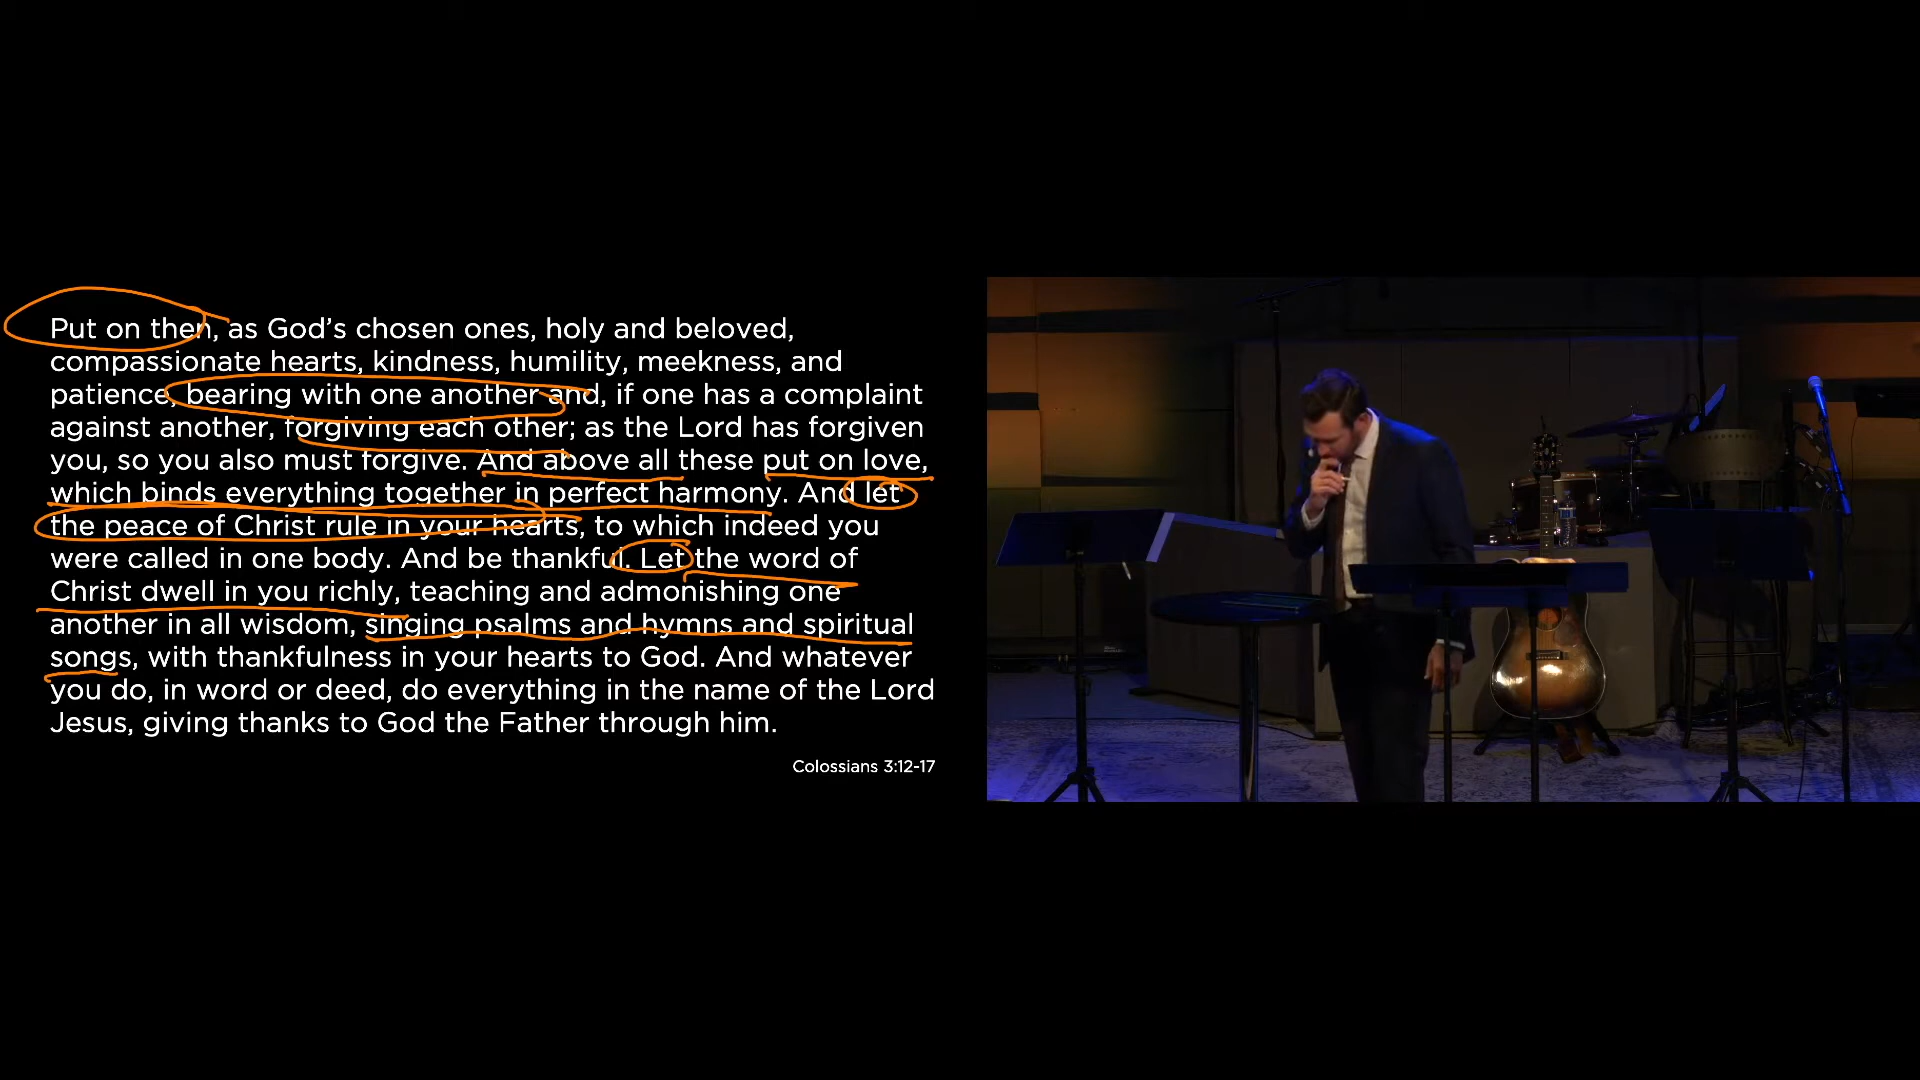 Put on then, as God’s chosen ones, holy and beloved,
compassionate hearts, kindness, humility, meekness, and
patience, bearing with one another and, if one has a complaint
against another, forgiving each other; as the Lord has forgiven
you, so you also must forgive. And above all these put on love,
which binds everything together in perfect harmony. And let
the peace of Christ rule in your hearts, to which indeed you
were called in one body. And be thankful. Let the word of
Christ dwell in you richly, teaching and admonishing one
another in all wisdom, singing psalms and hymns and spiritual
songs, with thankfulness in your hearts to God. And whatever
you do, in word or deed, do everything in the name of the Lord
Jesus, giving thanks to God the Father through him.
Colossians 3:12-17